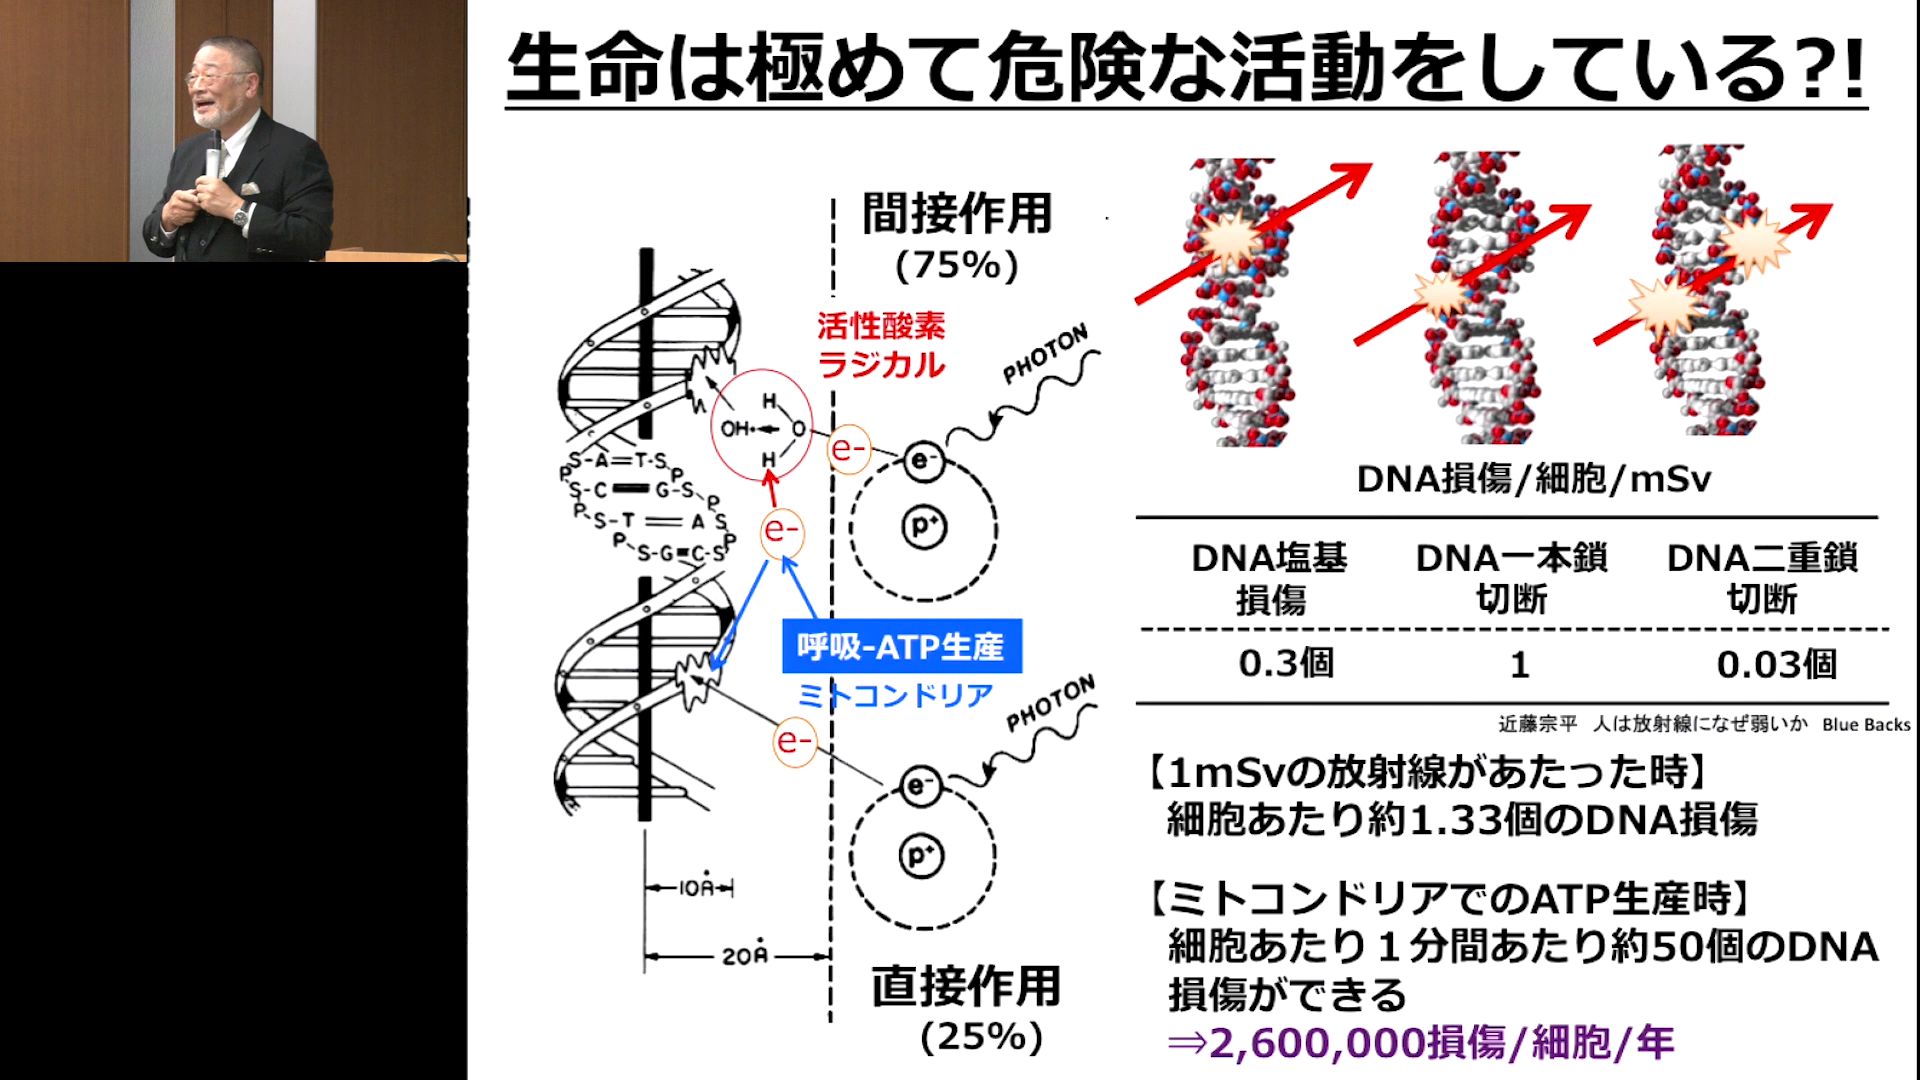 生命は極めて危険な活動をしている?!
間接作用
(75%)
活性酸素
ラジカル
PHOTON
H
OH•
O
H
e-
e-
e-
p+
S-A=T-S
P
P
S-C G-S
P
P
S-T A S
P
P
S-G C-S
e-
呼吸-ATP生産
ミトコンドリア
PHOTON
e-
e-
p+
10Å
20Å
直接作用
(25%)
DNA損傷/細胞/mSv
DNA塩基
損傷
DNA一本鎖
切断
DNA二重鎖
切断
0.3個
1
0.03個
近藤宗平 人は放射線になぜ弱いか Blue Backs
【1mSvの放射線があたった時】
細胞あたり約1.33個のDNA損傷
【ミトコンドリアでのATP生産時】
細胞あたり１分間あたり約50個のDNA
損傷ができる
⇒2,600,000損傷/細胞/年